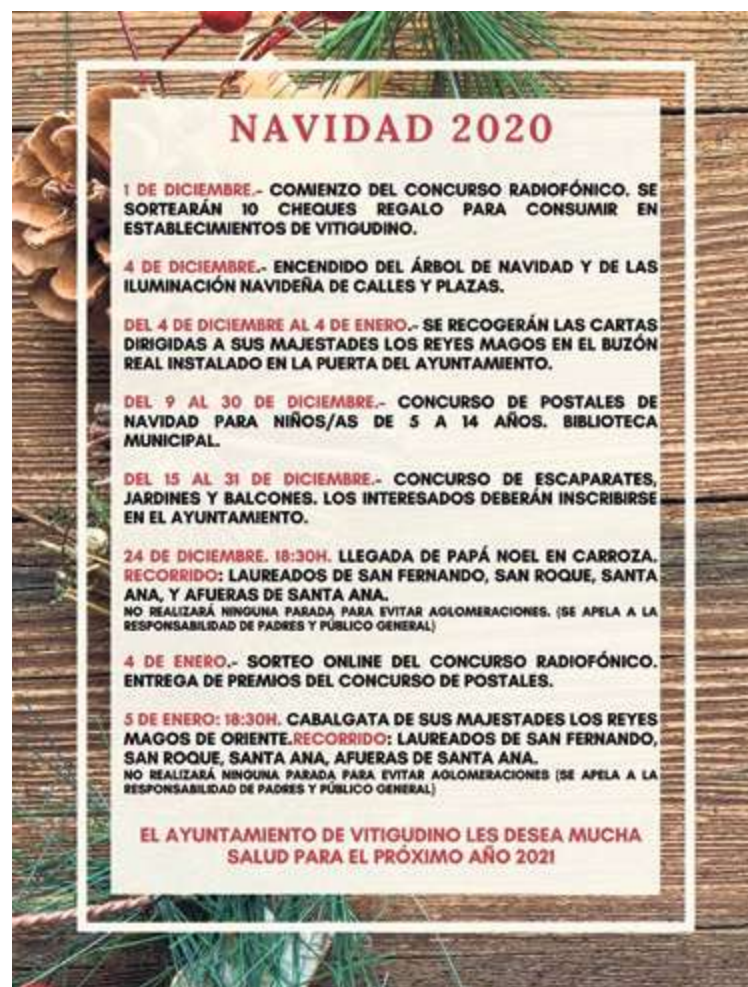 NAVIDAD 2020
1 DE DICIEMBRE.- COMIENZO DEL CONCURSO RADIOFÓNICO. SE
SORTEARÁN 10 CHEQUES REGALO PARA CONSUMIR EN
ESTABLECIMIENTOS DE VITIGUDINO.
4 DE DICIEMBRE.- ENCENDIDO DEL ÁRBOL DE NAVIDAD Y DE LAS
ILUMINACIÓN NAVIDEÑA DE CALLES Y PLAZAS.
DEL 4 DE DICIEMBRE AL 4 DE ENERO.- SE RECOGERÁN LAS CARTAS
DIRIGIDAS A SUS MAJESTADES LOS REYES MAGOS EN EL BUZÓN
REAL INSTALADO EN LA PUERTA DEL AYUNTAMIENTO.
DEL 9 AL 30 DE DICIEMBRE.- CONCURSO DE POSTALES DE
NAVIDAD PARA NIÑOS/AS DE 5 A 14 AÑOS. BIBLIOTECA
MUNICIPAL.
DEL 15 AL 31 DE DICIEMBRE.- CONCURSO DE ESCAPARATES,
JARDINES Y BALCONES. LOS INTERESADOS DEBERÁN INSCRIBIRSE
EN EL AYUNTAMIENTO.
24 DE DICIEMBRE. 18:30H. LLEGADA DE PAPÁ NOEL EN CARROZA.
RECORRIDO: LAUREADOS DE SAN FERNANDO, SAN ROQUE, SANTA
ANA, Y AFUERAS DE SANTA ANA.
NO REALIZARÁ NINGUNA PARADA PARA EVITAR AGLOMERACIONES. (SE APELA A LA
RESPONSABILIDAD DE PADRES Y PÚBLICO GENERAL)
4 DE ENERO.- SORTEO ONLINE DEL CONCURSO RADIOFÓNICO.
ENTREGA DE PREMIOS DEL CONCURSO DE POSTALES.
5 DE ENERO: 18:30H. CABALGATA DE SUS MAJESTADES LOS REYES
MAGOS DE ORIENTE.RECORRIDO: LAUREADOS DE SAN FERNANDO,
SAN ROQUE, SANTA ANA, AFUERAS DE SANTA ANA.
NO REALIZARÁ NINGUNA PARADA PARA EVITAR AGLOMERACIONES (SE APELA A LA
RESPONSABILIDAD DE PADRES Y PÚBLICO GENERAL)
EL AYUNTAMIENTO DE VITIGUDINO LES DESEA MUCHA
SALUD PARA EL PRÓXIMO AÑO 2021